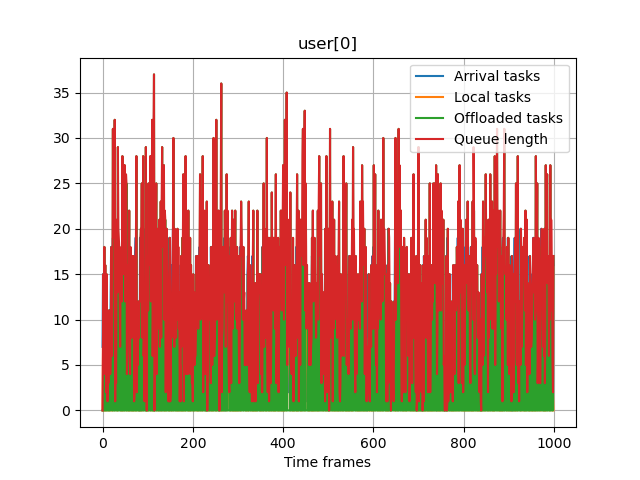 user[0]
Arrival tasks
Local tasks
Offloaded tasks
Queue length
35
30
25
20
15
10
5
0
0 200 400 600 800 1000
Time frames